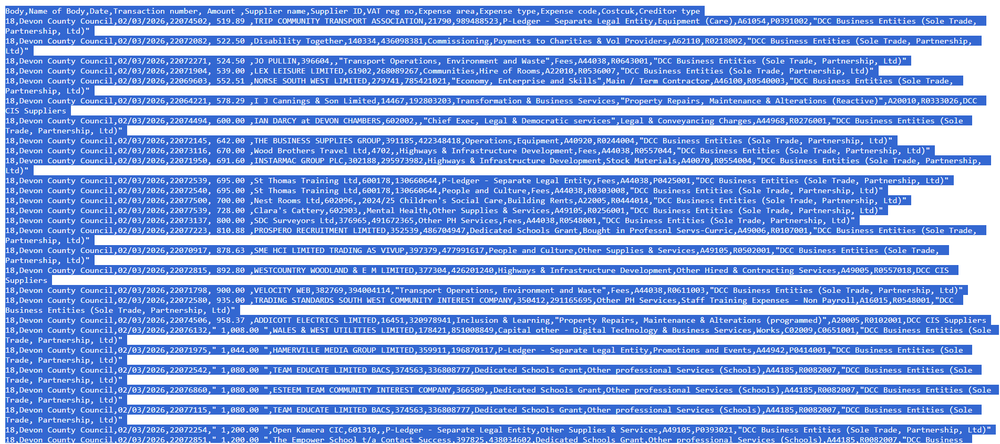 Body,Name of Body,Date,Transaction number, Amount ,Supplier name,Supplier ID,VAT reg no,Expense area,Expense type,Expense code,Costcuk,Creditor type
18,Devon County Council,02/03/2026,22074502, 519.89 ,TRIP COMMUNITY TRANSPORT ASSOCIATION,21790,989488523,P-Ledger - Separate Legal Entity,Equipment (Care),A61054,P0391002,"DCC Business Entities (Sole Trade,
Partnership, Ltd)"
18,Devon County Council,02/03/2026,22072082, 522.50 ,Disability Together,140334,436098381,Commissioning,Payments to Charities & Vol Providers,A62110,R0218002,"DCC Business Entities (Sole Trade, Partnership,
Ltd)"
18,Devon County Council,02/03/2026,22072271, 524.50 ,JO PULLIN,396604,,"Transport Operations, Environment and Waste",Fees,A44038,R0643001,"DCC Business Entities (Sole Trade, Partnership, Ltd)"
18,Devon County Council,02/03/2026,22071904, 539.00 ,LEX LEISURE LIMITED,61902,268089267,Communities,Hire of Rooms,A22010,R0536007,"DCC Business Entities (Sole Trade, Partnership, Ltd)"
18,Devon County Council,02/03/2026,22069603, 552.51 ,NORSE SOUTH WEST LIMITED,279741,785421021,"Economy, Enterprise and Skills",Main / Term Contractor,A46100,R0540003,"DCC Business Entities (Sole Trade,
Partnership, Ltd)"
18,Devon County Council,02/03/2026,22064221, 578.29 ,I J Cannings & Son Limited,14467,192803203,Transformation & Business Services,"Property Repairs, Maintenance & Alterations (Reactive)",A20010,R0333026,DCC
CIS Suppliers
18,Devon County Council,02/03/2026,22074494, 600.00 ,IAN DARCY at DEVON CHAMBERS,602002,,"Chief Exec, Legal & Democratic services",Legal & Conveyancing Charges,A44968,R0276001,"DCC Business Entities (Sole
Trade, Partnership, Ltd)"
18,Devon County Council,02/03/2026,22072145, 642.00 ,THE BUSINESS SUPPLIES GROUP,391185,422348418,Operations,Equipment,A40920,R0244004,"DCC Business Entities (Sole Trade, Partnership, Ltd)"
18,Devon County Council,02/03/2026,22073116, 670.00 ,Wood Brothers Travel Ltd,4702,,Highways & Infrastructure Development,Fees,A44038,R0557044,"DCC Business Entities (Sole Trade, Partnership, Ltd)"
18,Devon County Council,02/03/2026,22071950, 691.60 ,INSTARMAC GROUP PLC,302188,295973982,Highways & Infrastructure Development,Stock Materials,A40070,R0554004,"DCC Business Entities (Sole Trade, Partnership,
Ltd)"
18,Devon County Council,02/03/2026,22072539, 695.00 ,St Thomas Training Ltd,600178,130660644,P-Ledger - Separate Legal Entity,Fees,A44038,P0425001,"DCC Business Entities (Sole Trade, Partnership, Ltd)"
18,Devon County Council,02/03/2026,22072540, 695.00 ,St Thomas Training Ltd,600178,130660644,People and Culture,Fees,A44038,R0303008,"DCC Business Entities (Sole Trade, Partnership, Ltd)"
18,Devon County Council,02/03/2026,22077500, 700.00 ,Nest Rooms Ltd,602096,,2024/25 Children's Social Care,Building Rents,A22005,R0444014,"DCC Business Entities (Sole Trade, Partnership, Ltd)"
18,Devon County Council,02/03/2026,22077539, 728.00 ,Clara's Cattery,602903,,Mental Health,Other Supplies & Services,A49105,R0256001,"DCC Business Entities (Sole Trade, Partnership, Ltd)"
18,Devon County Council,02/03/2026,22073137, 800.00 ,SDC Surveyors Ltd,376965,491672365,Other PH Services,Fees,A44038,R0548001,"DCC Business Entities (Sole Trade, Partnership, Ltd)"
18,Devon County Council,02/03/2026,22077223, 810.88 ,PROSPERO RECRUITMENT LIMITED,352539,486704947,Dedicated Schools Grant,Bought in Professnl Servs-Curric,A49006,R0107001,"DCC Business Entities (Sole Trade,
Partnership, Ltd)"
18,Devon County Council,02/03/2026,22070917, 878.63 ,SME HCI LIMITED TRADING AS VIVUP,397379,477991617,People and Culture,Other Supplies & Services,A49105,R0502001,"DCC Business Entities (Sole Trade,
Partnership, Ltd)"
18,Devon County Council,02/03/2026,22072815, 892.80 ,WESTCOUNTRY WOODLAND & E M LIMITED,377304,426201240,Highways & Infrastructure Development,Other Hired & Contracting Services,A49005,R0557018,DCC CIS
Suppliers
18,Devon County Council,02/03/2026,22071798, 900.00 ,VELOCITY WEB,382769,394004114,"Transport Operations, Environment and Waste",Fees,A44038,R0611003,"DCC Business Entities (Sole Trade, Partnership, Ltd)"
18,Devon County Council,02/03/2026,22072580, 935.00 ,TRADING STANDARDS SOUTH WEST COMMUNITY INTEREST COMPANY,350412,291165695,Other PH Services,Staff Training Expenses - Non Payroll,A16015,R0548001,"DCC
Business Entities (Sole Trade, Partnership, Ltd)"
18,Devon County Council,02/03/2026,22074506, 958.37 ,ADDICOTT ELECTRICS LIMITED,16451,320978941,Inclusion & Learning,"Property Repairs, Maintenance & Alterations (programmed)",A20005,R0102001,DCC CIS Suppliers
18,Devon County Council,02/03/2026,22076132," 1,008.00 ",WALES & WEST UTILITIES LIMITED,178421,851008849,Capital other - Digital Technology & Business Services,Works,C02009,C0651001,"DCC Business Entities (Sole
Trade, Partnership, Ltd)"
18,Devon County Council,02/03/2026,22071975," 1,044.00 ",HAMERVILLE MEDIA GROUP LIMITED,359911,196870117,P-Ledger - Separate Legal Entity,Promotions and Events,A44942,P0414001,"DCC Business Entities (Sole
Trade, Partnership, Ltd)"
18,Devon County Council,02/03/2026,22072542," 1,080.00 ",TEAM EDUCATE LIMITED BACS,374563,336808777,Dedicated Schools Grant,Other professional Services (Schools),A44185,R0082007,"DCC Business Entities (Sole
Trade, Partnership, Ltd)"
18,Devon County Council,02/03/2026,22076860," 1,080.00 ",ESTEEM TEAM COMMUNITY INTEREST COMPANY,366509,,Dedicated Schools Grant,Other professional Services (Schools),A44185,R0082007,"DCC Business Entities (Sole
Trade, Partnership, Ltd)"
18,Devon County Council,02/03/2026,22077115," 1,080.00 ",TEAM EDUCATE LIMITED BACS,374563,336808777,Dedicated Schools Grant,Other professional Services (Schools),A44185,R0082007,"DCC Business Entities (Sole
Trade, Partnership, Ltd)"
18,Devon County Council,02/03/2026,22072254," 1,200.00 ",Open Kamera CIC,601310,,P-Ledger - Separate Legal Entity,Other Supplies & Services,A49105,P0393021,"DCC Business Entities (Sole Trade, Partnership, Ltd)"
18,Devon County Council,02/03/2026,22072851," 1,200.00 ",The Empower School t/a Contact Success,397825,438034602,Dedicated Schools Grant,Other professional Services (Schools),A44185,R0082007,"DCC Business